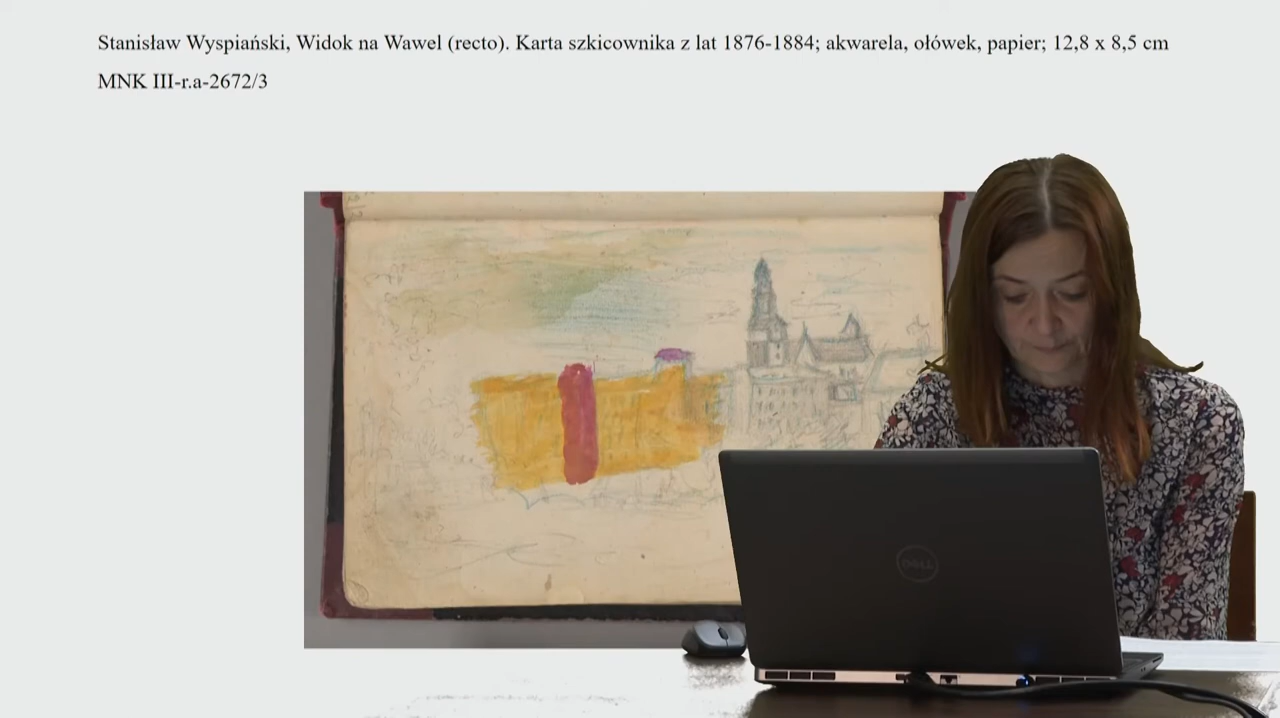 Stanisław Wyspiański, Widok na Wawel (recto). Karta szkicownika z lat 1876-1884; akwarela, ołówek, papier; 12,8 x 8,5 cm
MNK III-r.a-2672/3
DELL